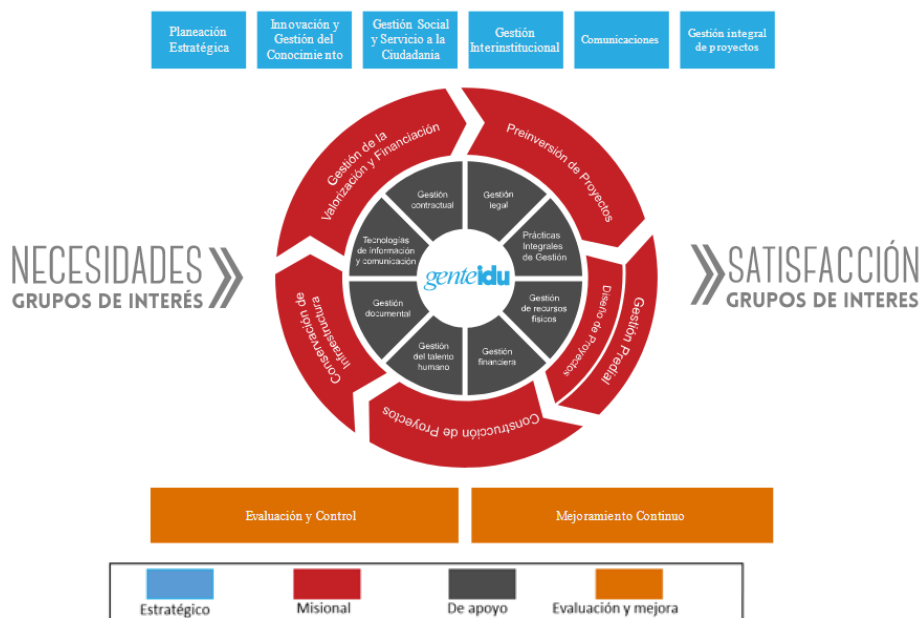 Planeación
Estratégica
Innovación y
Gestión del
Conocimiento
Gestión Social
y Servicio a la
Ciudadania
Gestión
Interinstitucional
Comunicaciones
Gestión integral
de proyectos
Gestión de la
Valorización y Financiación
Preinversión de Proyectos
Gestión
contractual
Gestión
legal
Tecnologías
de información
y comunicación
Prácticas
Integrales
de Gestión
NECESIDADES
GRUPOS DE INTERÉS
genteidu
SATISFACCIÓN
GRUPOS DE INTERES
Conservación de
Infraestructura
Gestión
documental
Gestión
de recursos
físicos
Diseño de Proyectos
Gestión Predial
Gestión
del talento
humano
Gestión
financiera
Construcción de Proyectos
Evaluación y Control
Mejoramiento Continuo
Estratégico
Misional
De apoyo
Evaluación y mejora